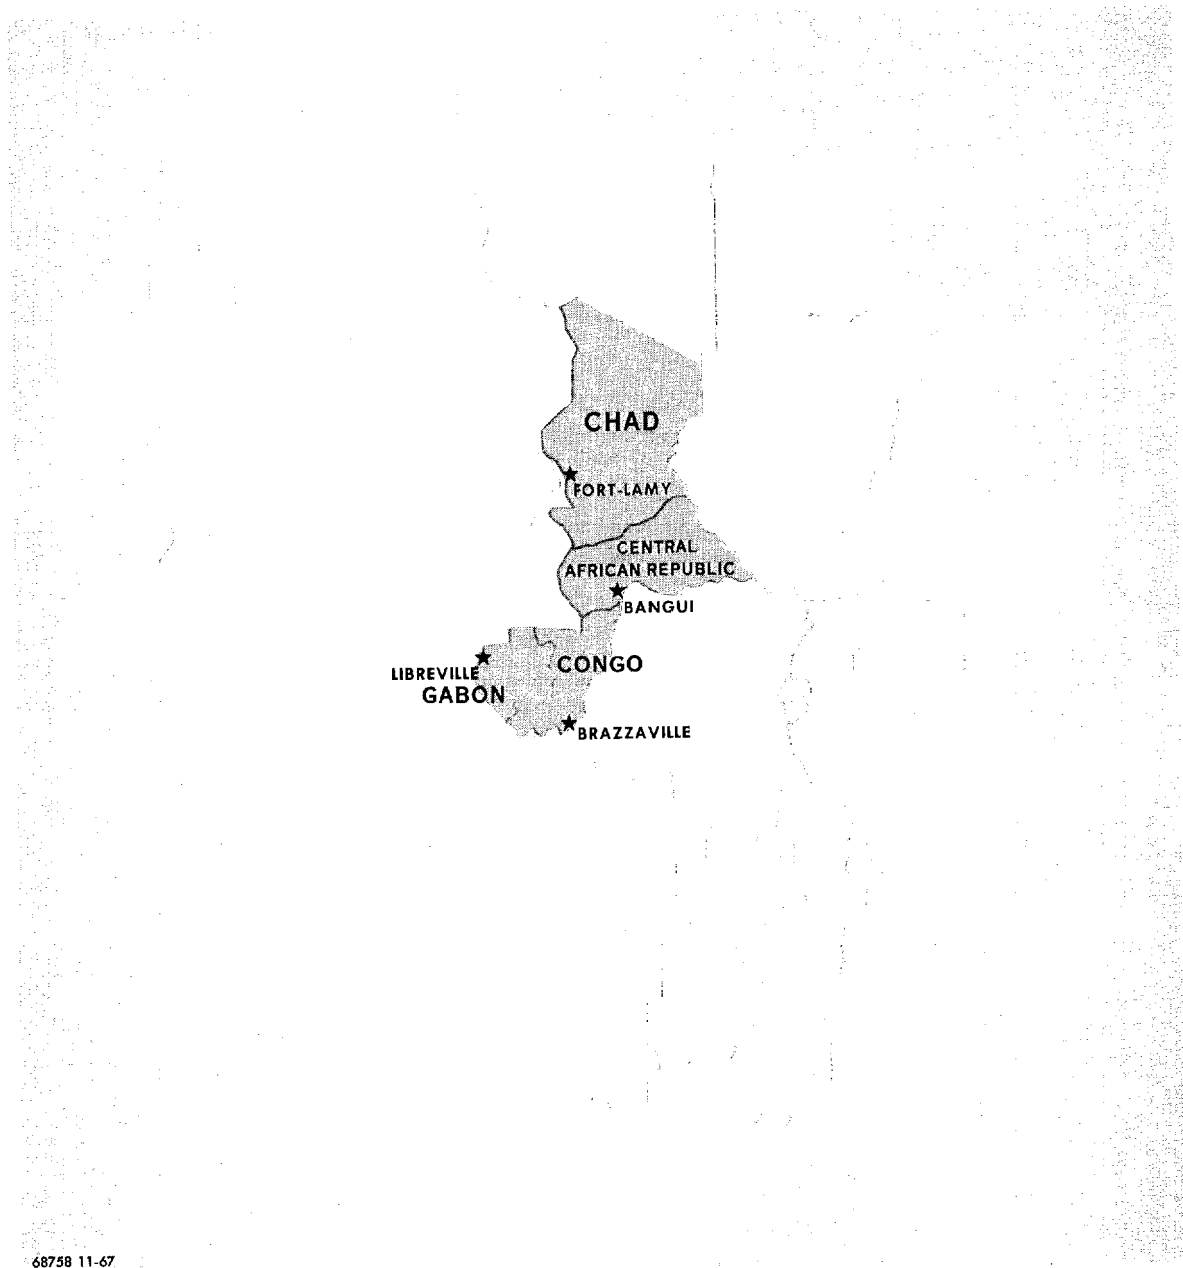 CHAD
FORT-LAMY
CENTRAL
AFRICAN REPUBLIC
BANGUI
CONGO
LIBREVILLE
GABON
BRAZZAVILLE
68758 11-67